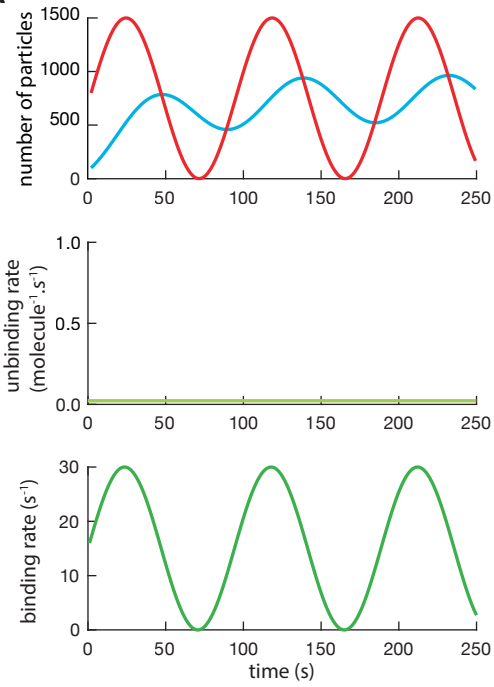 number of particles
1500
1000
500
0
0 50 100 150 200 250
unbinding rate
(molecule⁻¹.s⁻¹)
1.0
0.5
0.0
0 50 100 150 200 250
binding rate (s⁻¹)
30
20
10
0
0 50 100 150 200 250
time (s)